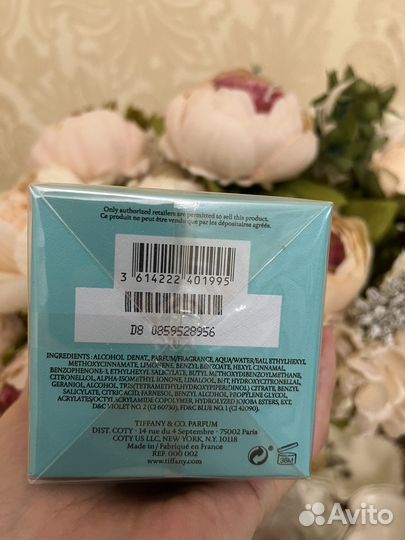 Only authorized retailers are permitted to sell this product.
Ce produit ne peut être vendu que par les dépositaires agréés.
3 614222 401995
D8 0859528956
INGREDIENTS: ALCOHOL DENAT., PARFUM/FRAGRANCE, AQUA/WATER/EAU, ETHYLHEXYL
METHOXYCINNAMATE, LIMONENE, BENZYL BENZOATE, HEXYL CINNAMAL,
BENZOPHENONE-3, ETHYLHEXYL SALICYLATE, BUTYL METHOXYDIBENZOYLMETHANE,
CITRONELLOL, ALPHA-ISOMETHYL IONONE, LINALOOL, BHT, HYDROXYCITRONELLAL,
GERANIOL, ALCOHOL, TRIS(TETRAMETHYLHYDROXYPIPERIDINOL) CITRATE, BENZYL
SALICYLATE, CITRIC ACID, FARNESOL, BENZYL ALCOHOL, PROPYLENE GLYCOL,
ACRYLATES/OCTYLACRYLAMIDE COPOLYMER, HYDROLYZED JOJOBA ESTERS, EXT.
D&C VIOLET NO. 2 (CI 60730), FD&C BLUE NO. 1 (CI 42090).
TIFFANY & CO. PARFUM
DIST. COTY • 14 rue du 4 Septembre • 75002 Paris
COTY US LLC, NEW YORK, N.Y. 10118
Made in / Fabriqué en France
REF. 000 002
www.tiffany.com
36M
Avito